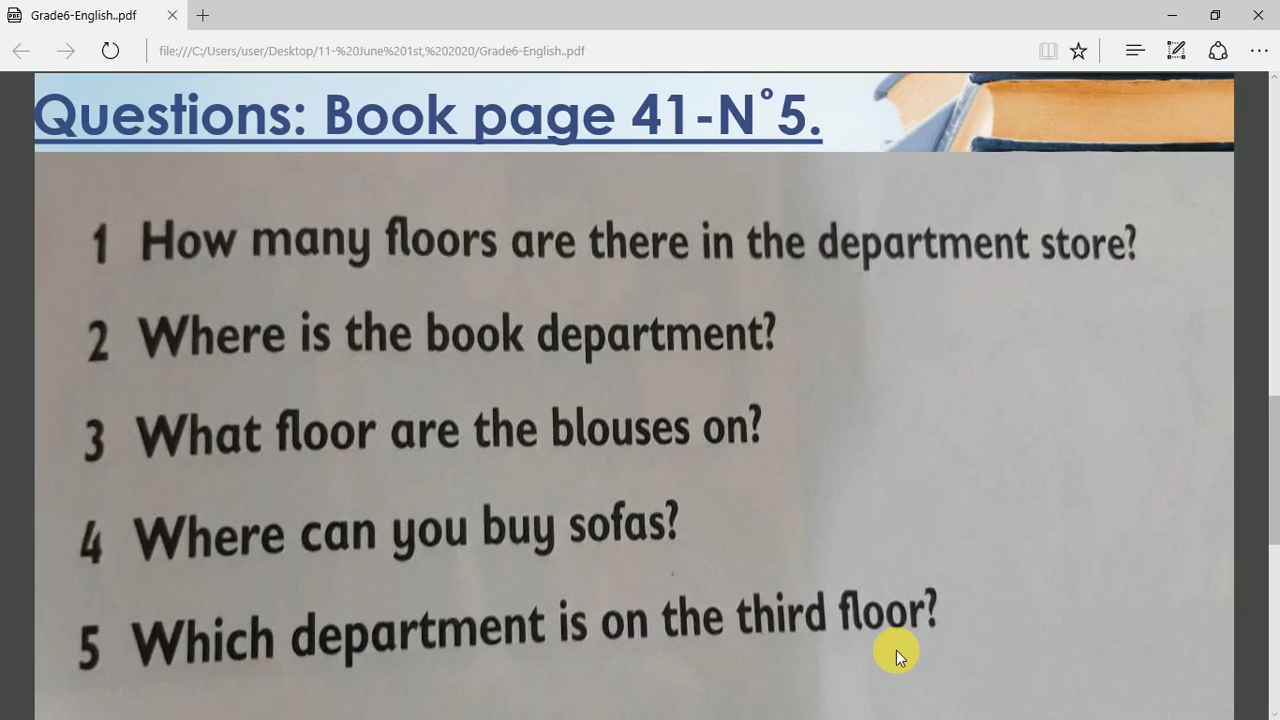 Grade6-English..pdf
file:///C:/Users/user/Desktop/11-%20June%201st,%202020/Grade6-English..pdf
Questions: Book page 41-N°5.
1 How many floors are there in the department store?
2 Where is the book department?
3 What floor are the blouses on?
4 Where can you buy sofas?
5 Which department is on the third floor?